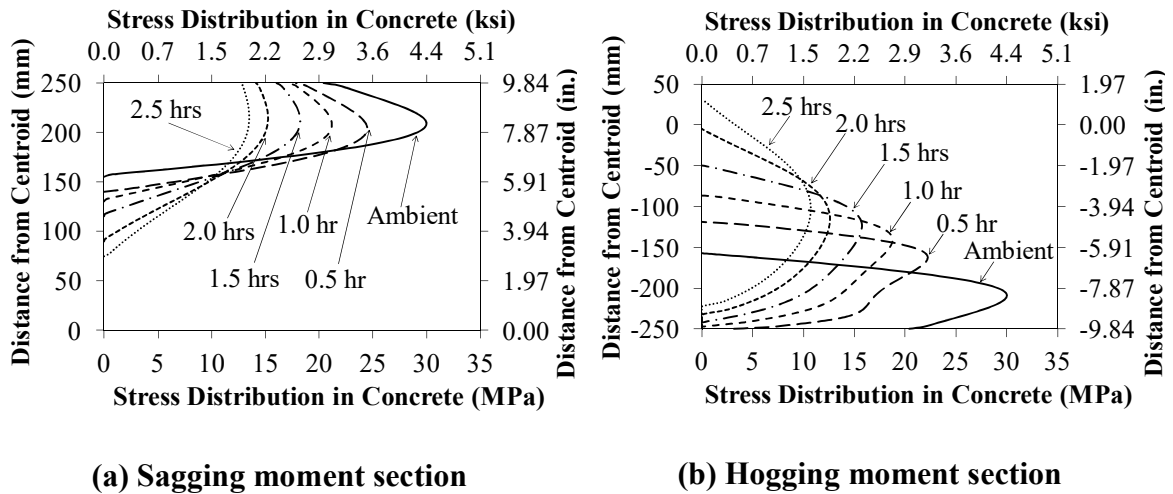 Stress Distribution in Concrete (ksi)
0.0 0.7 1.5 2.2 2.9 3.6 4.4 5.1
Distance from Centroid (mm)
250
200
150
100
50
0
2.5 hrs
2.0 hrs
1.5 hrs
1.0 hr
0.5 hr
Ambient
9.84
7.87
5.91
3.94
1.97
0.00
Distance from Centroid (in.)
0 5 10 15 20 25 30 35
Stress Distribution in Concrete (MPa)
(a) Sagging moment section
Stress Distribution in Concrete (ksi)
0.0 0.7 1.5 2.2 2.9 3.6 4.4 5.1
Distance from Centroid (mm)
50
0
-50
-100
-150
-200
-250
2.5 hrs
2.0 hrs
1.5 hrs
1.0 hr
0.5 hr
Ambient
1.97
0.00
-1.97
-3.94
-5.91
-7.87
-9.84
Distance from Centroid (in.)
0 5 10 15 20 25 30 35
Stress Distribution in Concrete (MPa)
(b) Hogging moment section